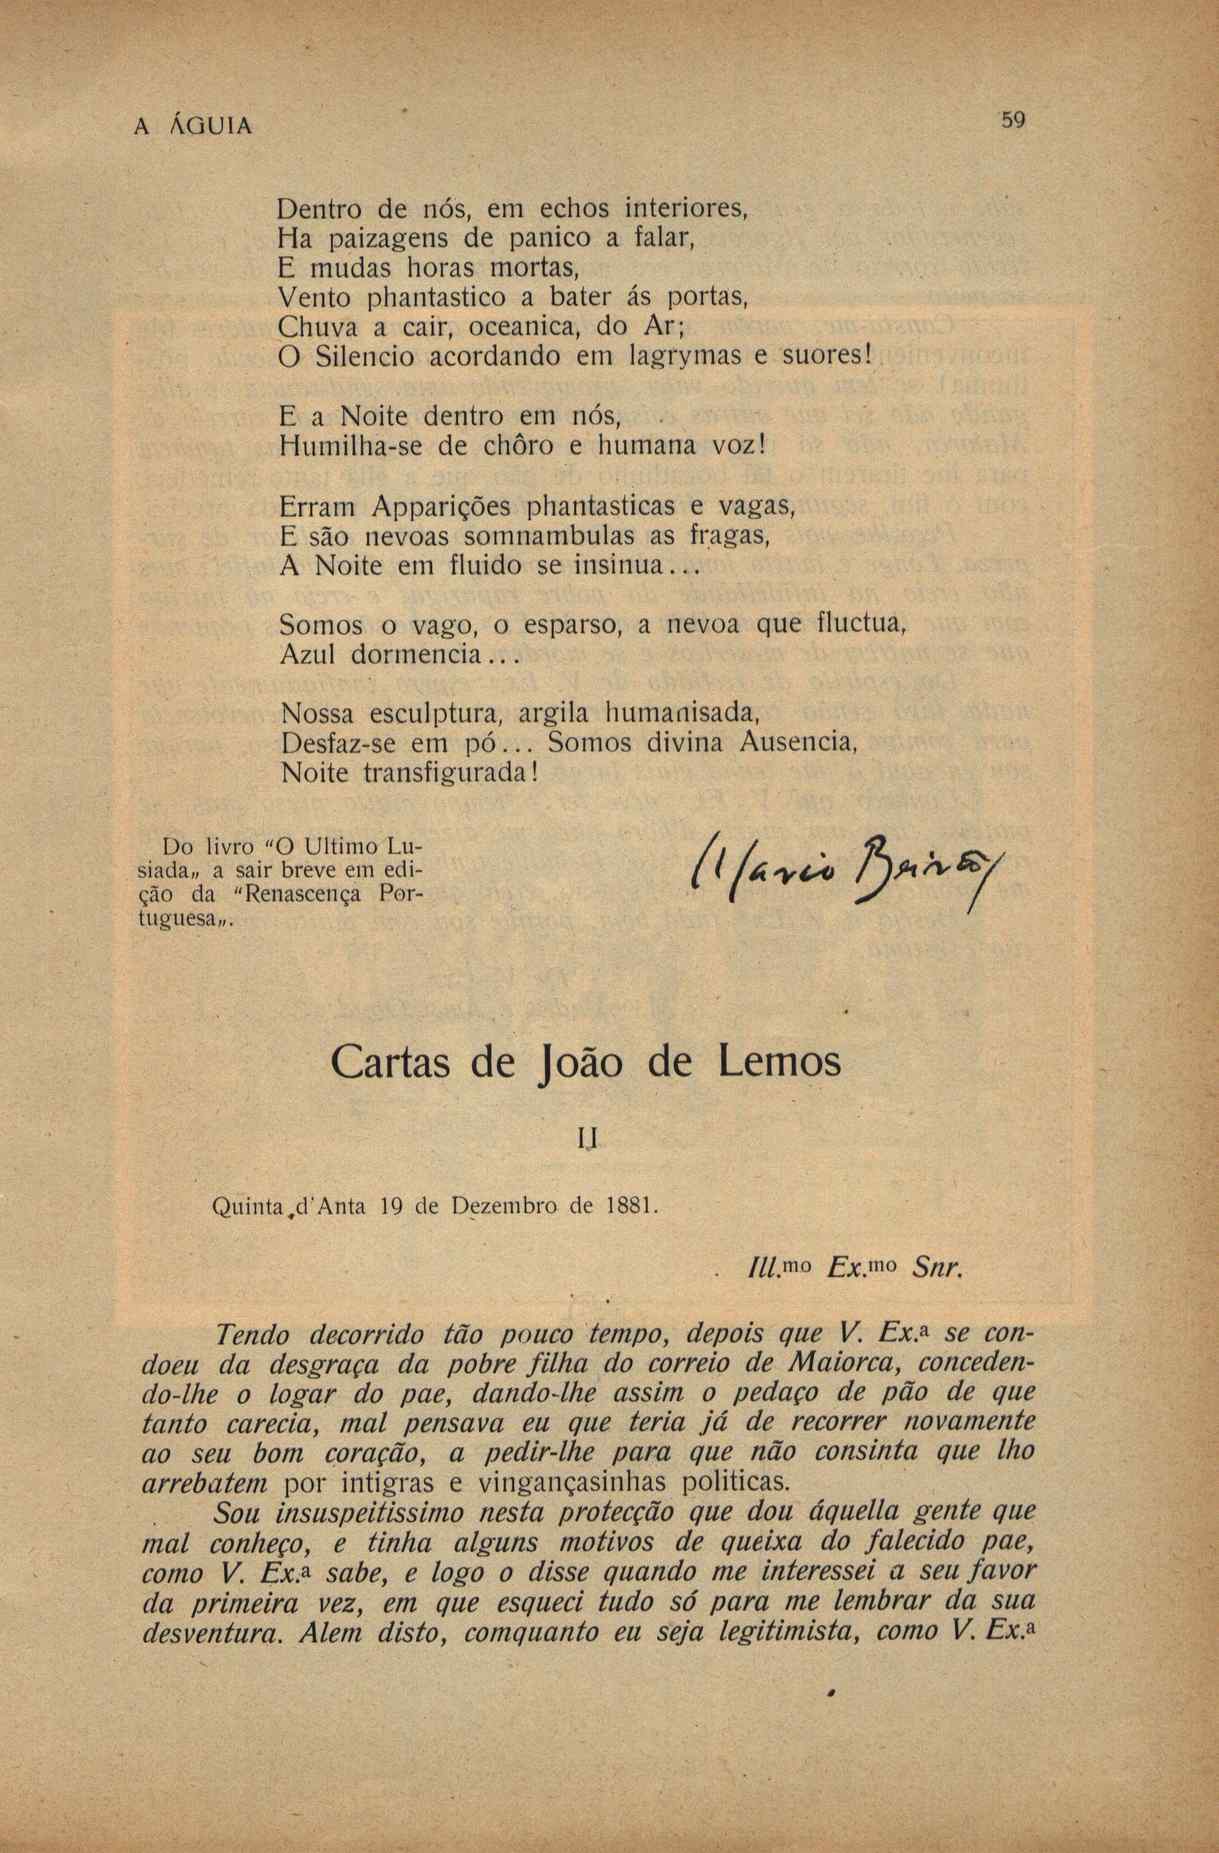 A ÁGUIA
59
Dentro de nós, em echos interiores,
Ha paizagens de panico a falar,
E mudas horas mortas,
Vento phantastico a bater ás portas,
Chuva a cair, oceanica, do Ar;
O Silencio acordando em lagrymas e suores!
E a Noite dentro em nós,
Humilha-se de chôro e humana voz!
Erram Apparições phantasticas e vagas,
E são nevoas somnambulas as fragas,
A Noite em fluido se insinua...
Somos o vago, o esparso, a nevoa que fluctua,
Azul dormencia...
Nossa esculptura, argila humanisada,
Desfaz-se em pó... Somos divina Ausencia,
Noite transfigurada!
Do livro "O Ultimo Lu-
siada„ a sair breve em edi-
ção da "Renascença Por-
tuguesa„.
Mario Beirão
Cartas de João de Lemos
II
Quinta d'Anta 19 de Dezembro de 1881.
Ill.mo Ex.mo Snr.
Tendo decorrido tão pouco tempo, depois que V. Ex.ª se con-
doeu da desgraça da pobre filha do correio de Maiorca, conceden-
do-lhe o logar do pae, dando-lhe assim o pedaço de pão de que
tanto carecia, mal pensava eu que teria já de recorrer novamente
ao seu bom coração, a pedir-lhe para que não consinta que lho
arrebatem por intigras e vingançasinhas politicas.
Sou insuspeitissimo nesta protecção que dou áquella gente que
mal conheço, e tinha alguns motivos de queixa do falecido pae,
como V. Ex.ª sabe, e logo o disse quando me interessei a seu favor
da primeira vez, em que esqueci tudo só para me lembrar da sua
desventura. Alem disto, comquanto eu seja legitimista, como V. Ex.ª